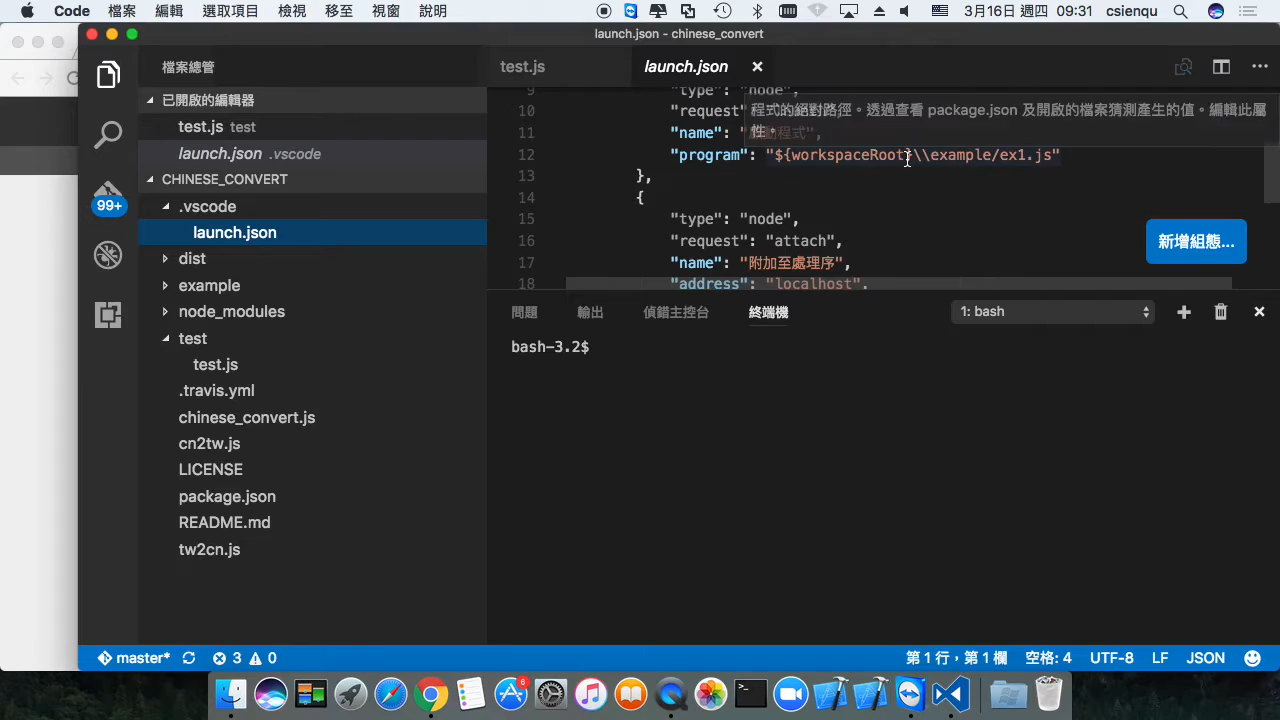 Code 檔案 編輯 選取項目 檢視 移至 視窗 說明 3月16日 週四 09:31 csienqu
launch.json - chinese_convert
檔案總管
test.js launch.json
已開啟的編輯器
test.js test
launch.json .vscode
CHINESE_CONVERT
.vscode
launch.json
dist
example
node_modules
test
test.js
.travis.yml
chinese_convert.js
cn2tw.js
LICENSE
package.json
README.md
tw2cn.js
99+
9 "type": "node",
程式的絕對路徑。透過查看 package.json 及開啟的檔案猜測產生的值。編輯此屬
性。
10 "request"
11 "name": "啟動程式",
12 "program": "${workspaceRoot}\\example/ex1.js"
13 },
14 {
15 "type": "node",
16 "request": "attach",
17 "name": "附加至處理序",
18 "address": "localhost",
新增組態...
問題 輸出 偵錯主控台 終端機 1: bash
bash-3.2$
master* 3 0 第 1 行，第 1 欄 空格: 4 UTF-8 LF JSON
6